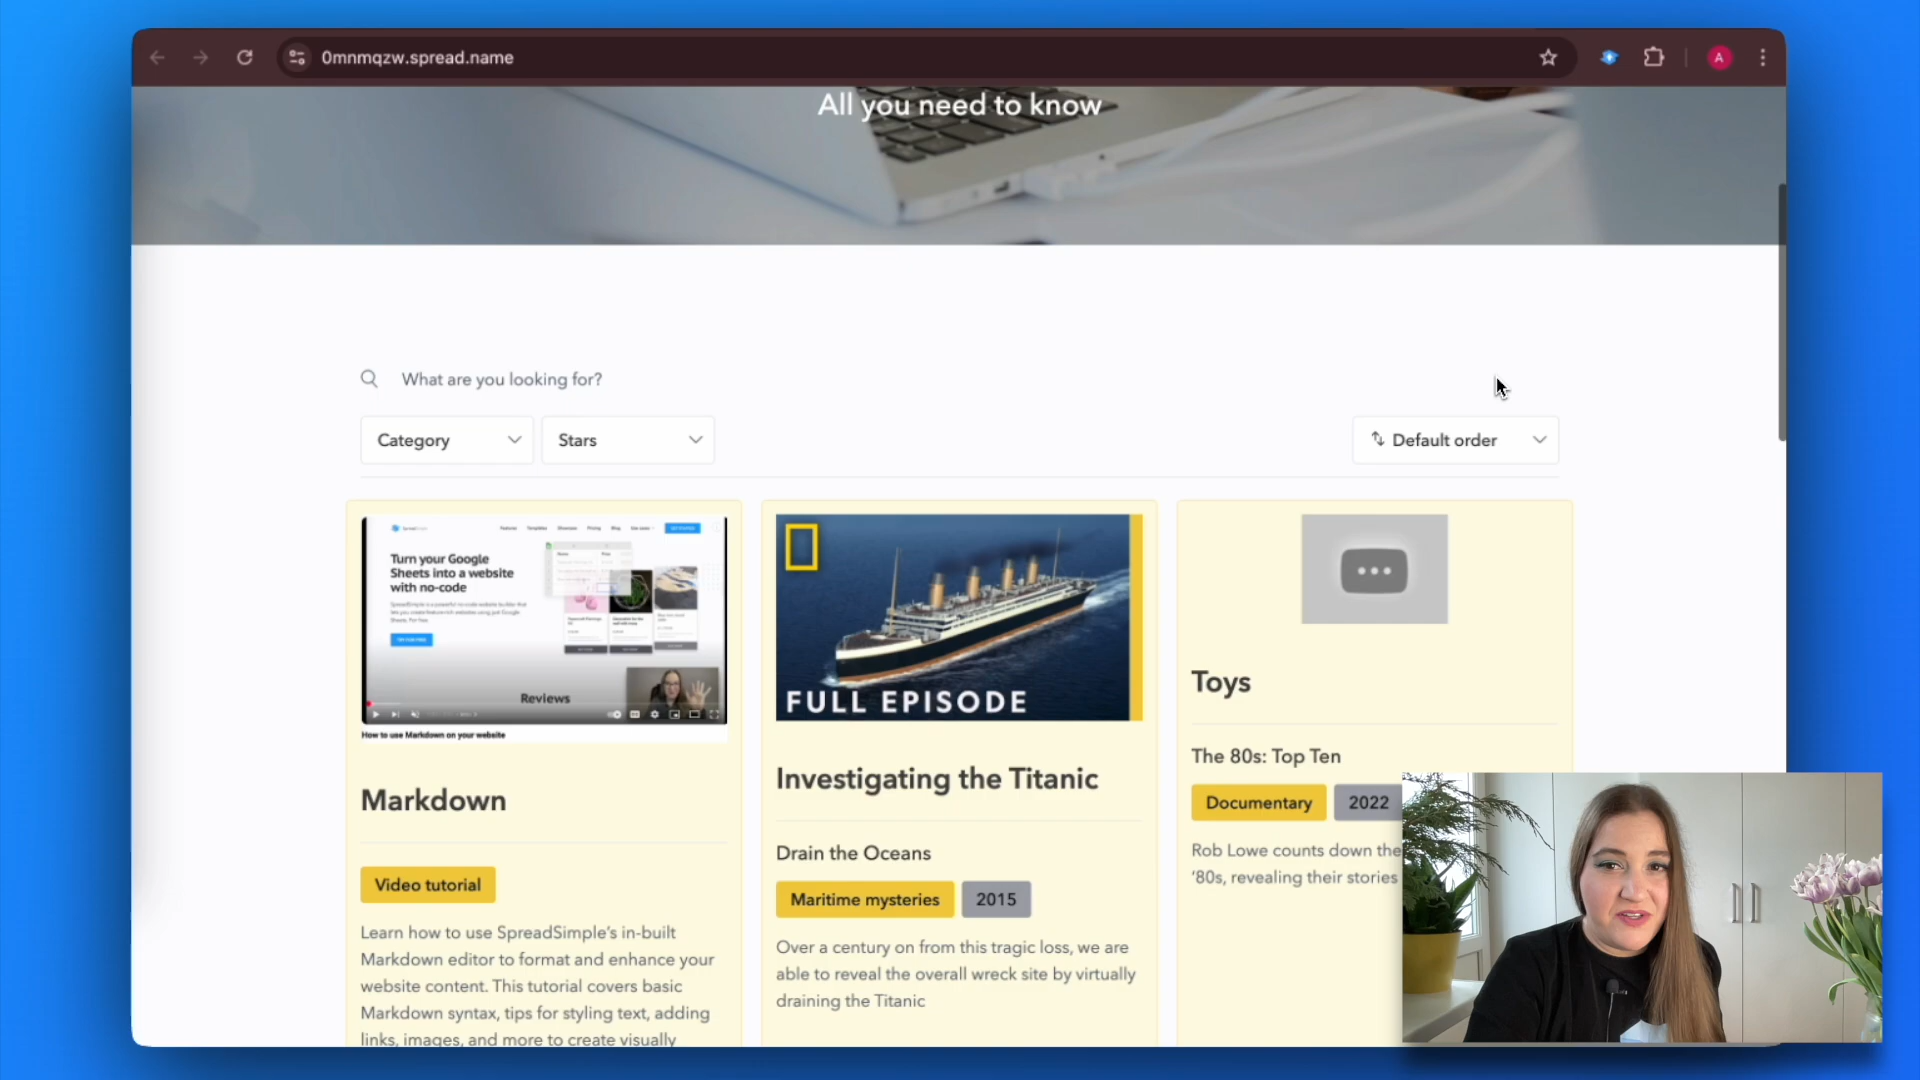 0mnmqzw.spread.name
A
All you need to know
What are you looking for?
Category
Stars
Default order
Turn your Google
Sheets into a website
with no-code
Reviews
How to use Markdown on your website
Markdown
Video tutorial
Learn how to use SpreadSimple's in-built
Markdown editor to format and enhance your
website content. This tutorial covers basic
Markdown syntax, tips for styling text, adding
links, images, and more to create visually
FULL EPISODE
Investigating the Titanic
Drain the Oceans
Maritime mysteries
2015
Over a century on from this tragic loss, we are
able to reveal the overall wreck site by virtually
draining the Titanic
Toys
The 80s: Top Ten
Documentary
2022
Rob Lowe counts down the
'80s, revealing their stories